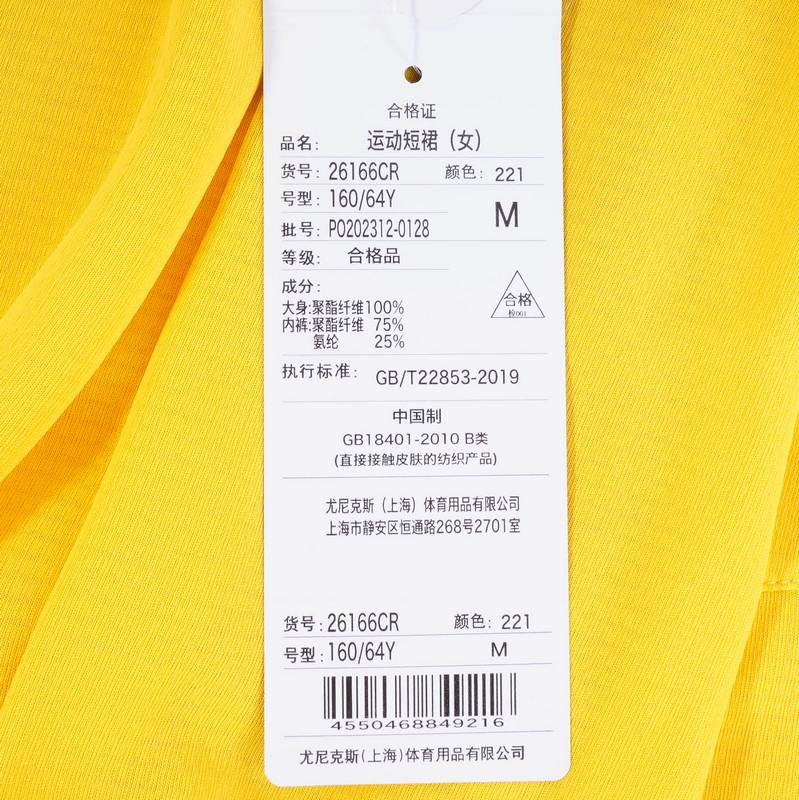 合格证
品名: 运动短裙（女）
货号: 26166CR 颜色: 221
号型: 160/64Y M
批号: PO202312-0128
等级: 合格品
成分:
合格
检001
大身:聚酯纤维100%
内裤:聚酯纤维 75%
氨纶 25%
执行标准: GB/T22853-2019
中国制
GB18401-2010 B类
(直接接触皮肤的纺织产品)
尤尼克斯（上海）体育用品有限公司
上海市静安区恒通路268号2701室
货号: 26166CR 颜色: 221
号型: 160/64Y M
4550468849216
尤尼克斯(上海)体育用品有限公司